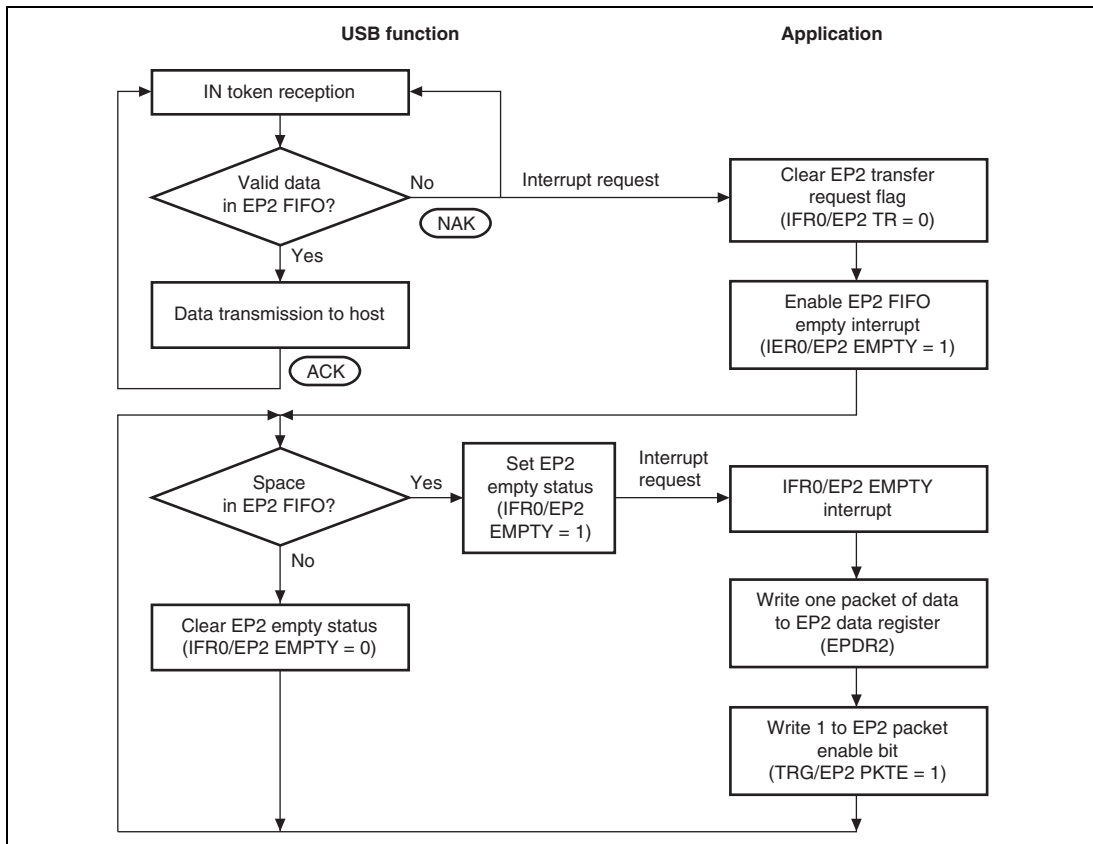 USB function
Application
IN token reception
Valid data
in EP2 FIFO?
No
NAK
Interrupt request
Clear EP2 transfer
request flag
(IFR0/EP2 TR = 0)
Yes
Data transmission to host
ACK
Enable EP2 FIFO
empty interrupt
(IER0/EP2 EMPTY = 1)
Space
in EP2 FIFO?
Yes
Set EP2
empty status
(IFR0/EP2
EMPTY = 1)
Interrupt
request
IFR0/EP2 EMPTY
interrupt
No
Clear EP2 empty status
(IFR0/EP2 EMPTY = 0)
Write one packet of data
to EP2 data register
(EPDR2)
Write 1 to EP2 packet
enable bit
(TRG/EP2 PKTE = 1)